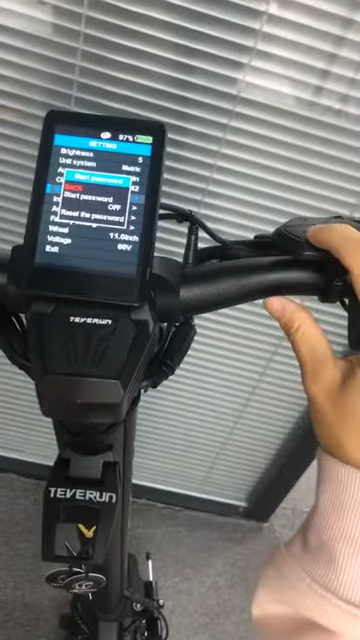 97%
SETTING
Brightness 5
Unit system Metric
Start password
BACK
Start password
OFF
Reset the password
Wheel 11.0inch
Voltage 60V
Exit
TEVERUN
TEVERUN